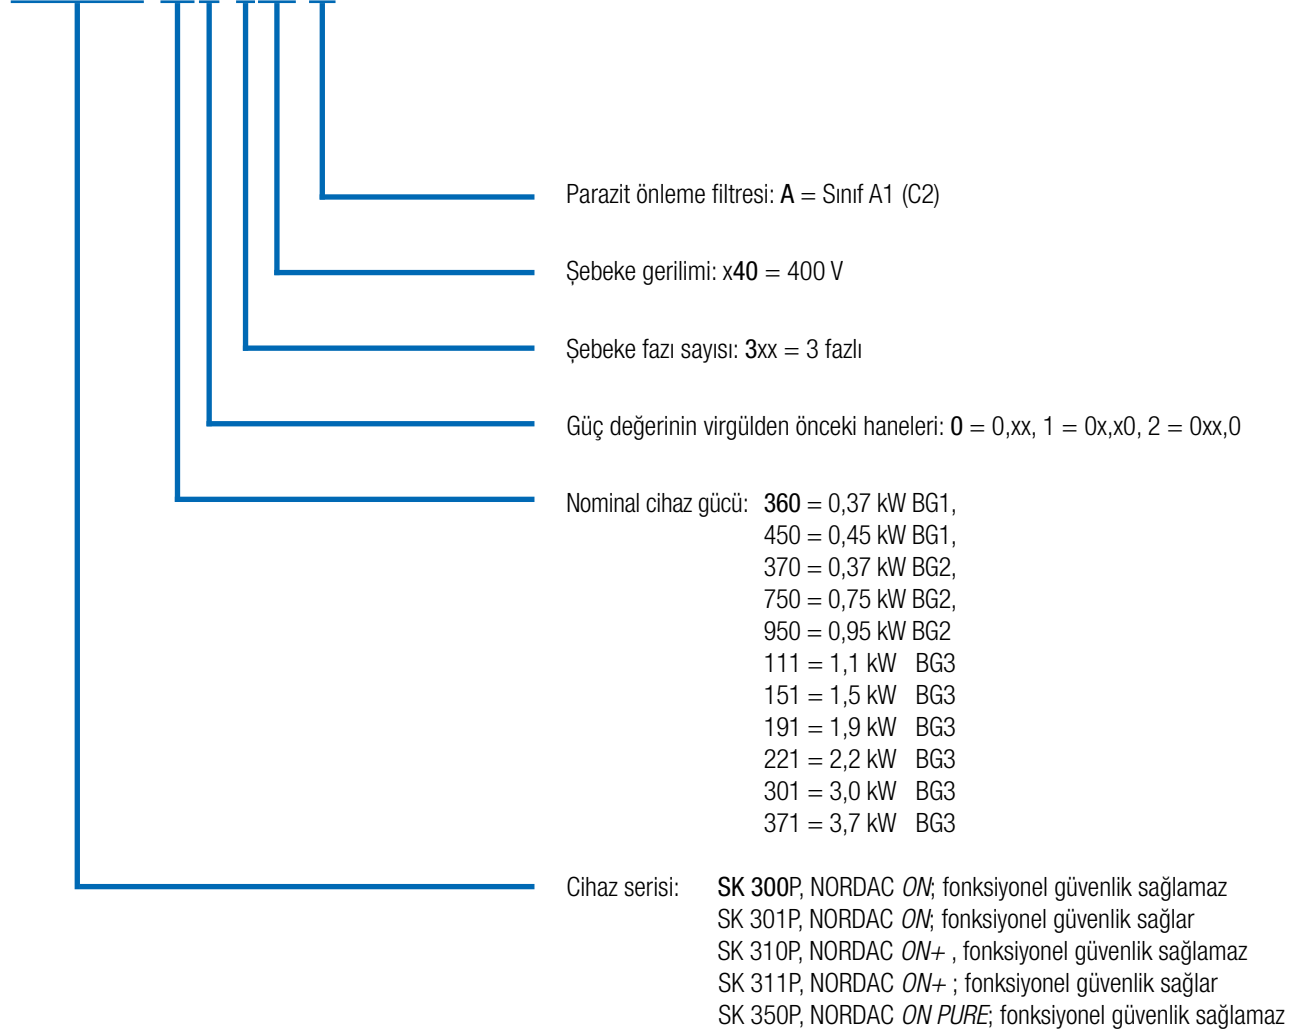 Parazit önleme filtresi: A = Sınıf A1 (C2)
Şebeke gerilimi: x40 = 400 V
Şebeke fazı sayısı: 3xx = 3 fazlı
Güç değerinin virgülden önceki haneleri: 0 = 0,xx, 1 = 0x,x0, 2 = 0xx,0
Nominal cihaz gücü: 360 = 0,37 kW BG1,
450 = 0,45 kW BG1,
370 = 0,37 kW BG2,
750 = 0,75 kW BG2,
950 = 0,95 kW BG2
111 = 1,1 kW BG3
151 = 1,5 kW BG3
191 = 1,9 kW BG3
221 = 2,2 kW BG3
301 = 3,0 kW BG3
371 = 3,7 kW BG3
Cihaz serisi: SK 300P, NORDAC ON; fonksiyonel güvenlik sağlamaz
SK 301P, NORDAC ON; fonksiyonel güvenlik sağlar
SK 310P, NORDAC ON+ , fonksiyonel güvenlik sağlamaz
SK 311P, NORDAC ON+ ; fonksiyonel güvenlik sağlar
SK 350P, NORDAC ON PURE; fonksiyonel güvenlik sağlamaz